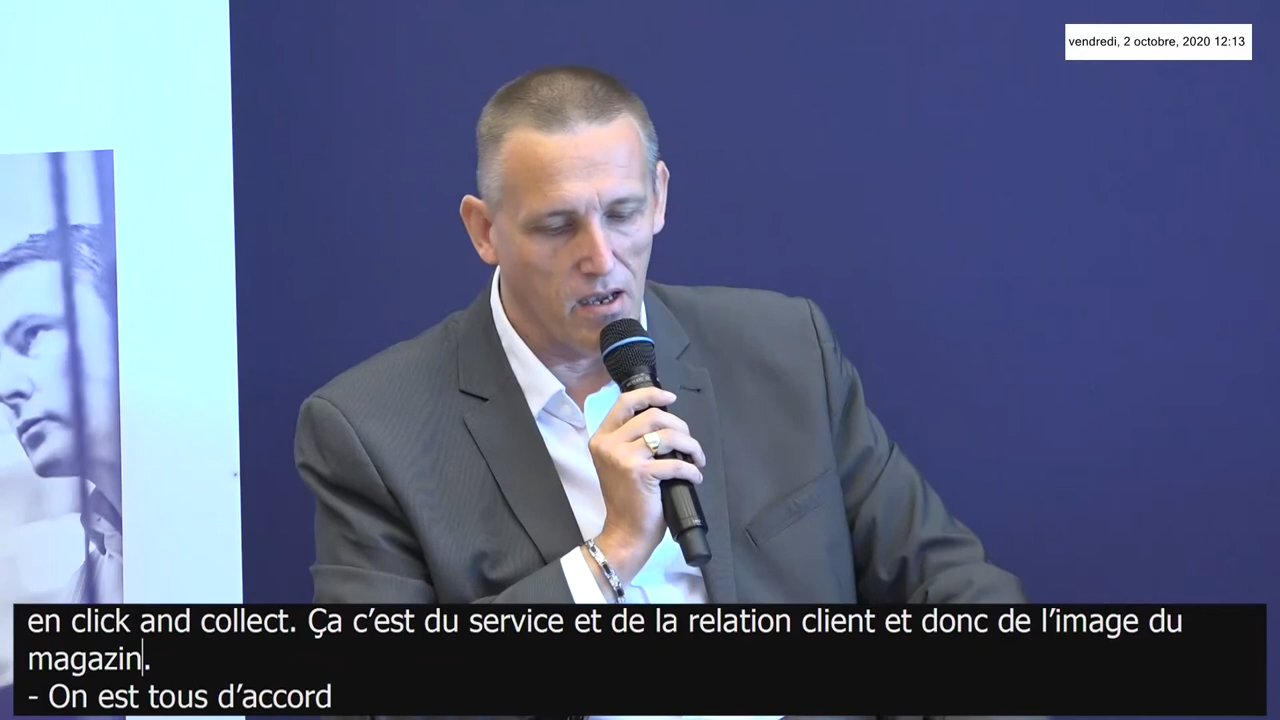 vendredi, 2 octobre, 2020 12:13
en click and collect. Ça c’est du service et de la relation client et donc de l’image du
magazin.
- On est tous d’accord